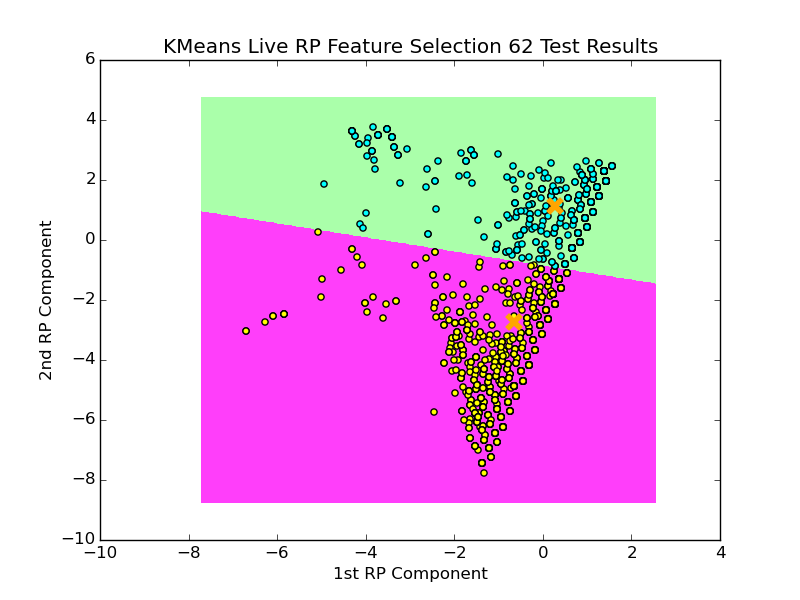 KMeans Live RP Feature Selection 62 Test Results
6
4
2
0
−2
−4
−6
−8
−10
2nd RP Component
−10 −8 −6 −4 −2 0 2 4
1st RP Component